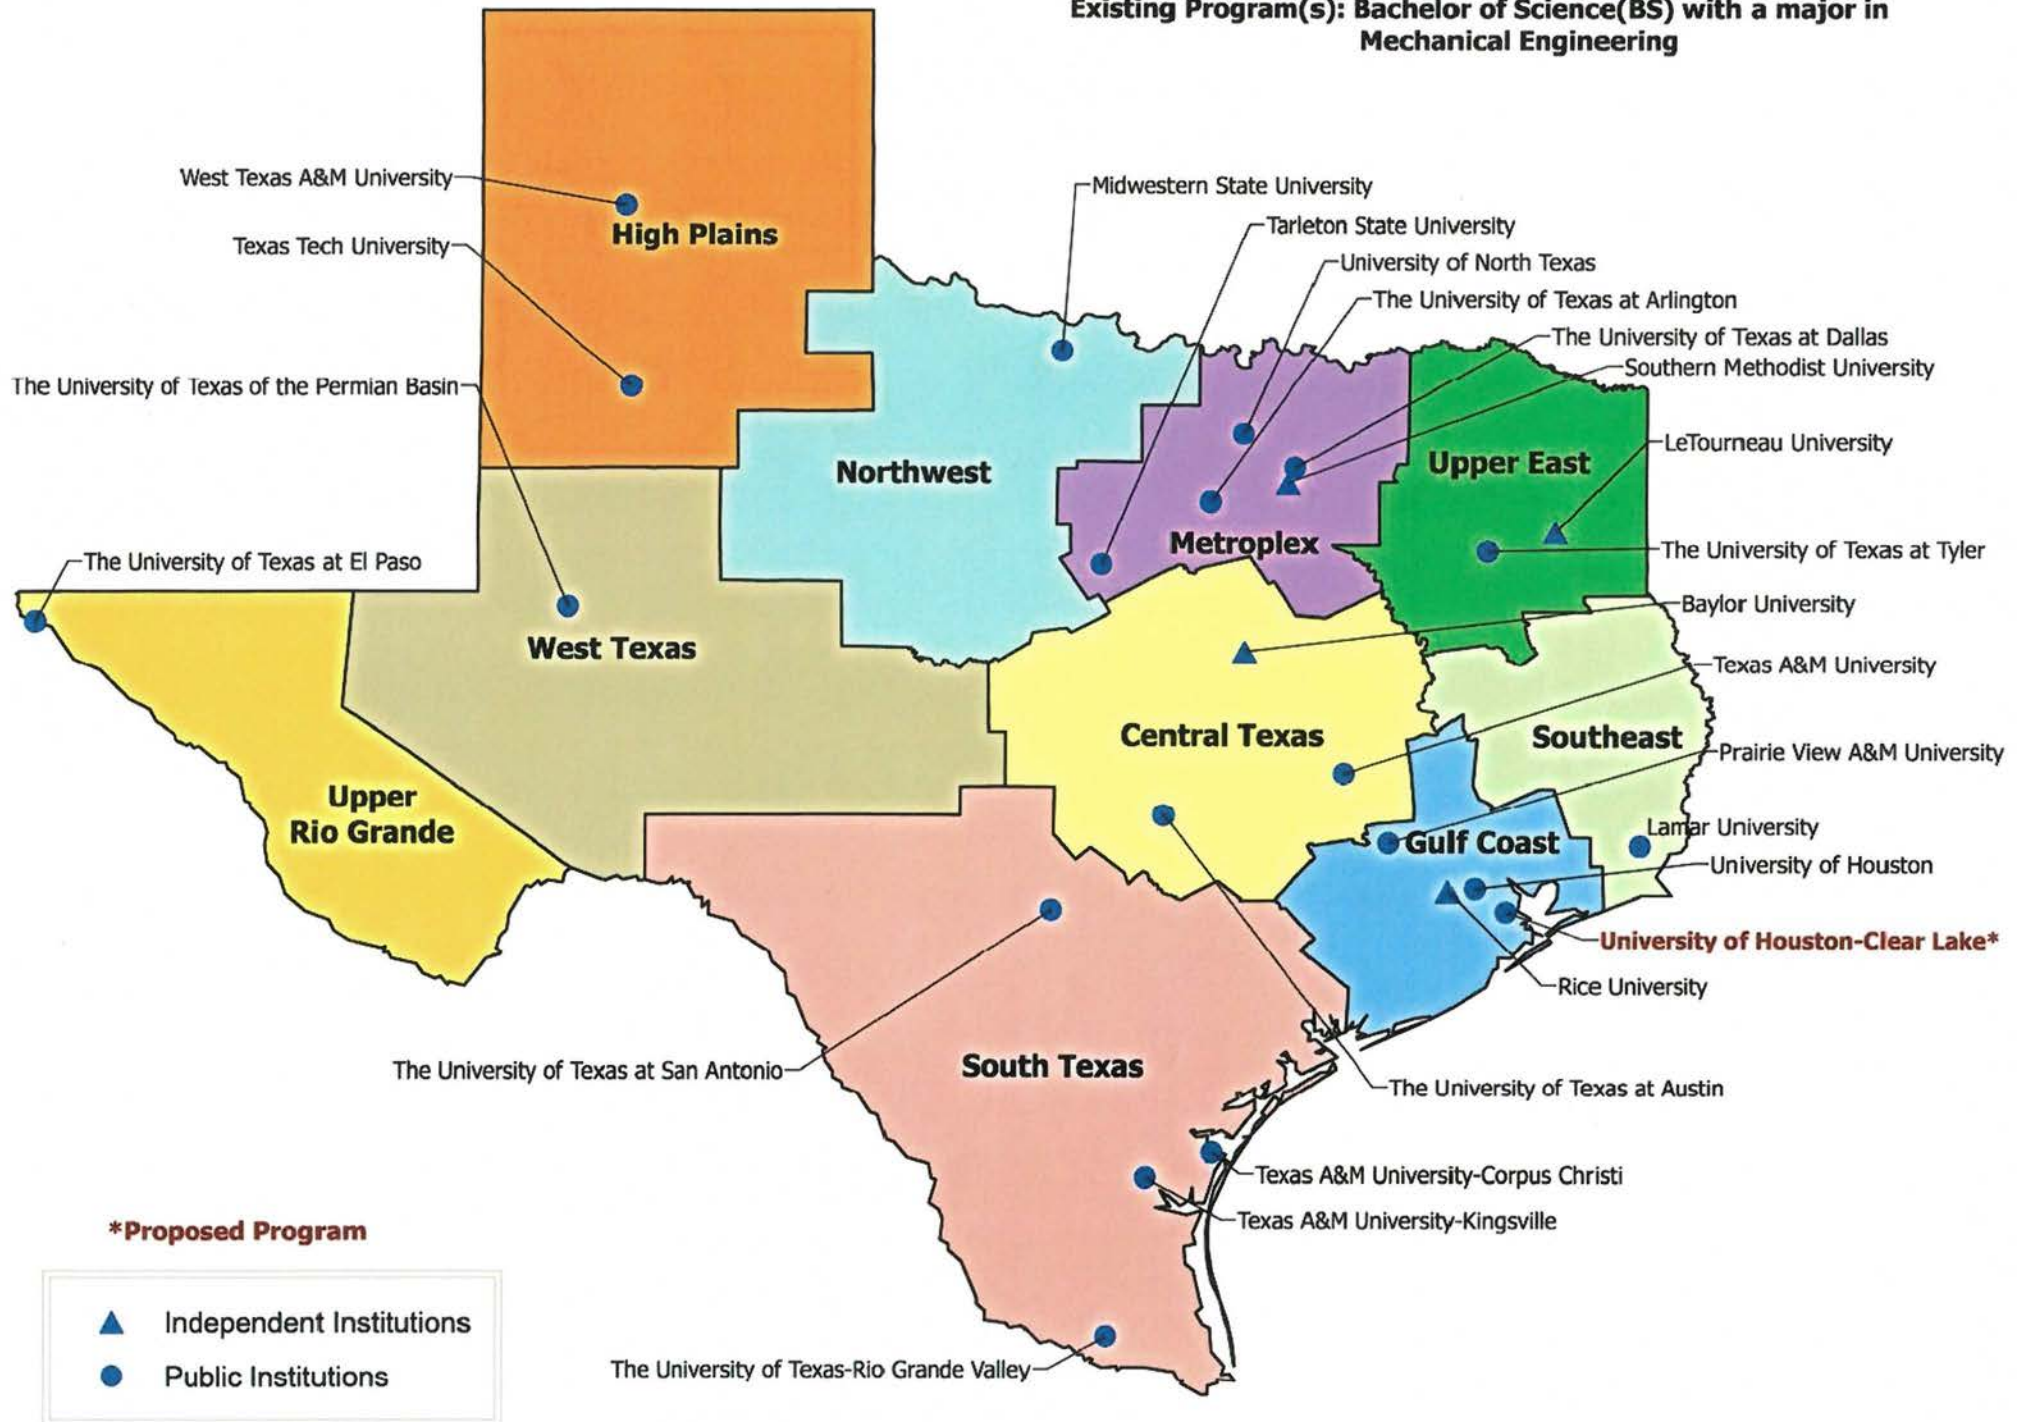 Existing Program(s): Bachelor of Science(BS) with a major in
Mechanical Engineering
West Texas A&M University
Midwestern State University
Tarleton State University
High Plains
Texas Tech University
University of North Texas
The University of Texas at Arlington
The University of Texas at Dallas
Southern Methodist University
The University of Texas of the Permian Basin
LeTourneau University
Upper East
Northwest
Metroplex
The University of Texas at Tyler
The University of Texas at El Paso
Baylor University
West Texas
Texas A&M University
Central Texas
Southeast
Prairie View A&M University
Upper
Rio Grande
Lamar University
Gulf Coast
University of Houston
University of Houston-Clear Lake*
Rice University
The University of Texas at San Antonio
South Texas
The University of Texas at Austin
Texas A&M University-Corpus Christi
Texas A&M University-Kingsville
*Proposed Program
Independent Institutions
Public Institutions
The University of Texas-Rio Grande Valley